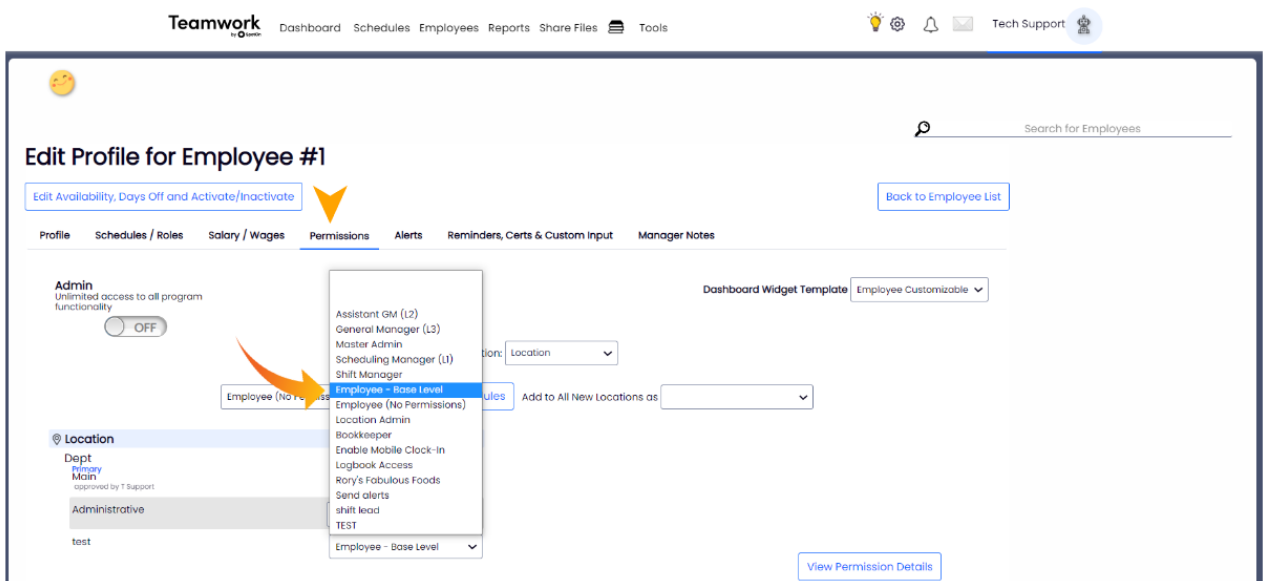 Teamwork
by
Dashboard Schedules Employees Reports Share Files Tools
Tech Support
Search for Employees
Edit Profile for Employee #1
Edit Availability, Days Off and Activate/Inactivate
Back to Employee List
Profile Schedules / Roles Salary / Wages Permissions Alerts Reminders, Certs & Custom Input Manager Notes
Admin
Unlimited access to all program
functionality
OFF
Dashboard Widget Template Employee Customizable
Assistant GM (L2)
General Manager (L3)
Master Admin
Scheduling Manager (L1)
Shift Manager
Employee - Base Level
Employee (No Permissions)
Location Admin
Bookkeeper
Enable Mobile Clock-In
Logbook Access
Rory's Fabulous Foods
Send alerts
shift lead
TEST
tion: Location
Employee (No
ules Add to All New Locations as
Location
Dept
Primary
Main
approved by T Support
Administrative
test
Employee - Base Level
View Permission Details